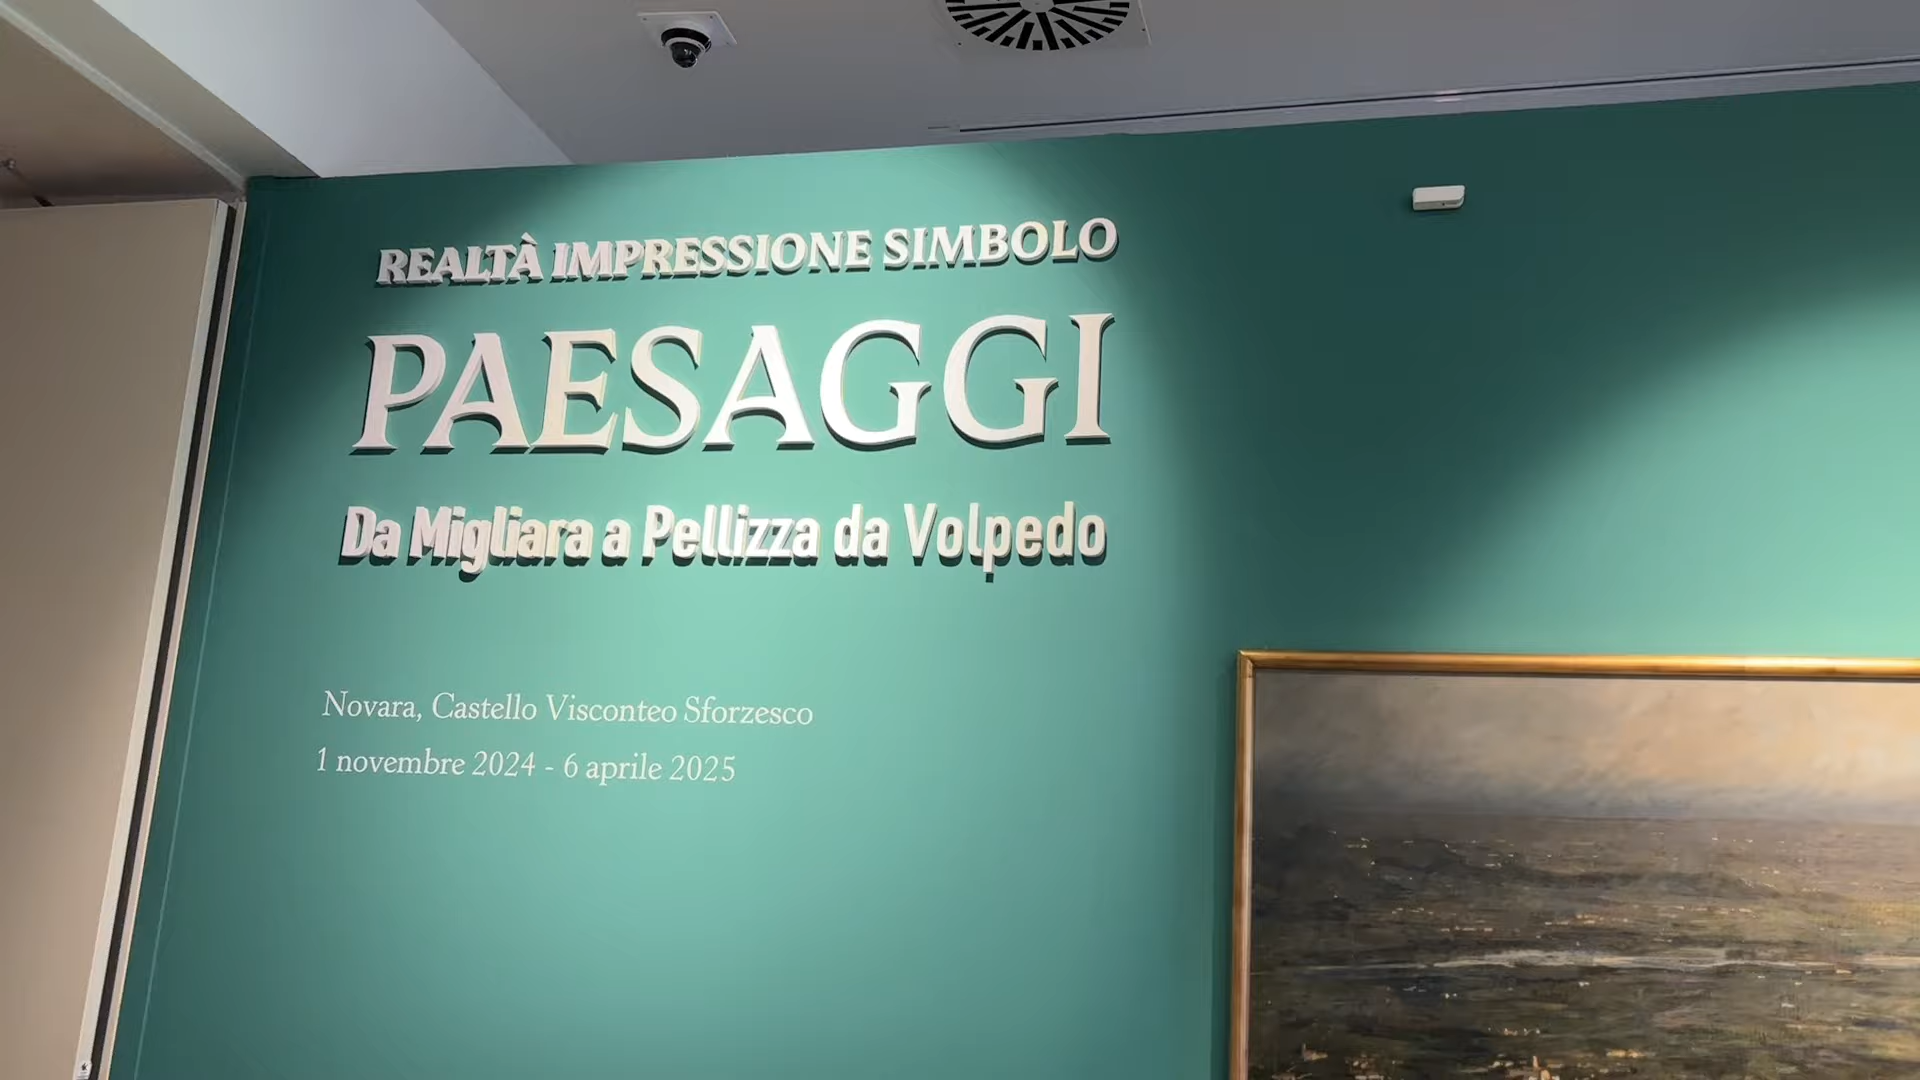 REALTÀ IMPRESSIONE SIMBOLO
PAESAGGI
Da Migliara a Pellizza da Volpedo
Novara, Castello Visconteo Sforzesco
1 novembre 2024 - 6 aprile 2025